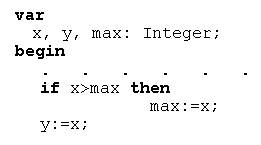 var
x, y, max: Integer;
begin
. . . . . .
if x>max then
max:=x;
y:=x;